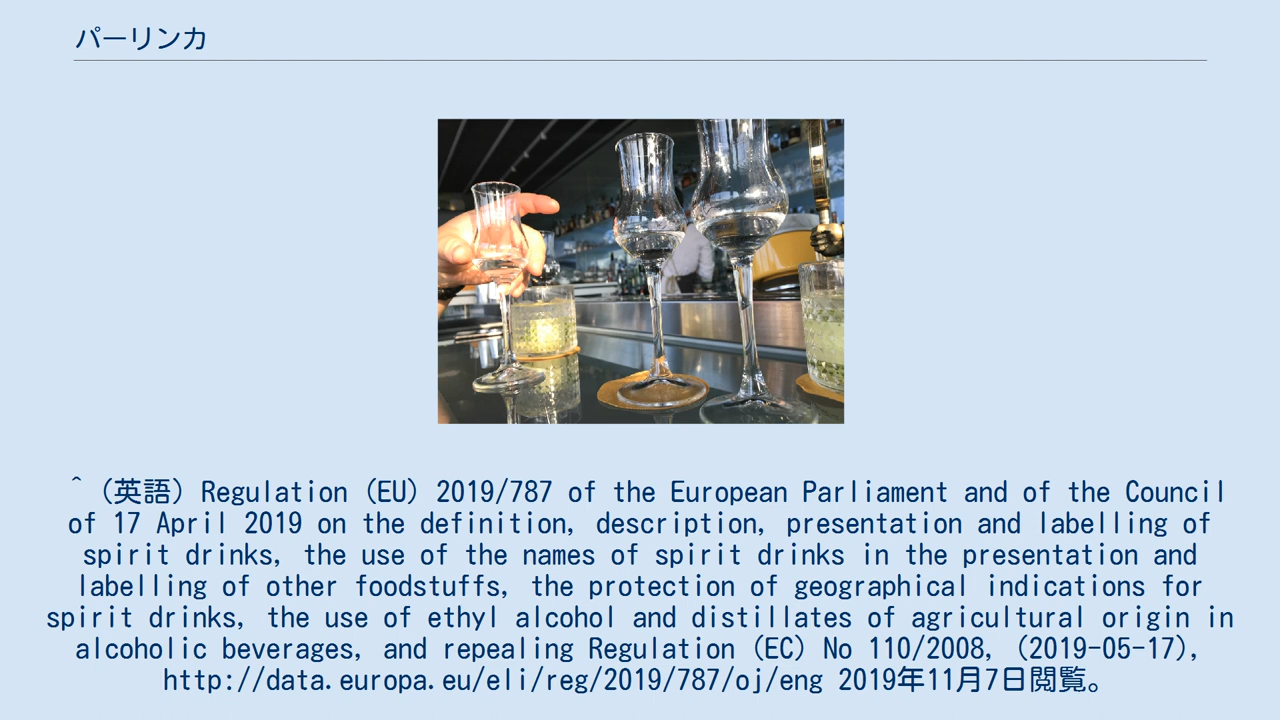 パーリンカ
^ （英語）Regulation (EU) 2019/787 of the European Parliament and of the Council
of 17 April 2019 on the definition, description, presentation and labelling of
spirit drinks, the use of the names of spirit drinks in the presentation and
labelling of other foodstuffs, the protection of geographical indications for
spirit drinks, the use of ethyl alcohol and distillates of agricultural origin in
alcoholic beverages, and repealing Regulation (EC) No 110/2008, (2019-05-17),
http://data.europa.eu/eli/reg/2019/787/oj/eng 2019年11月7日閲覧。